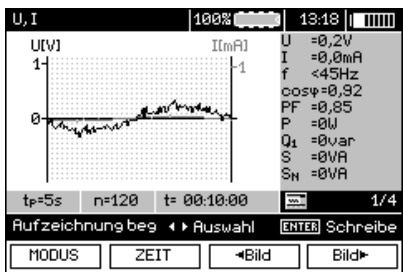 U,I 100% 13:18
U[V] I[mA]
1 1
0
U =0,2V
I =0,0mA
f <45Hz
cosφ=0,92
PF =0,85
P =0W
Q₁ =0var
S =0VA
Sɴ =0VA
tₚ=5s n=120 t= 00:10:00 1/4
Aufzeichnung beg Auswahl ENTER Schreibe
MODUS ZEIT ◄Bild Bild►